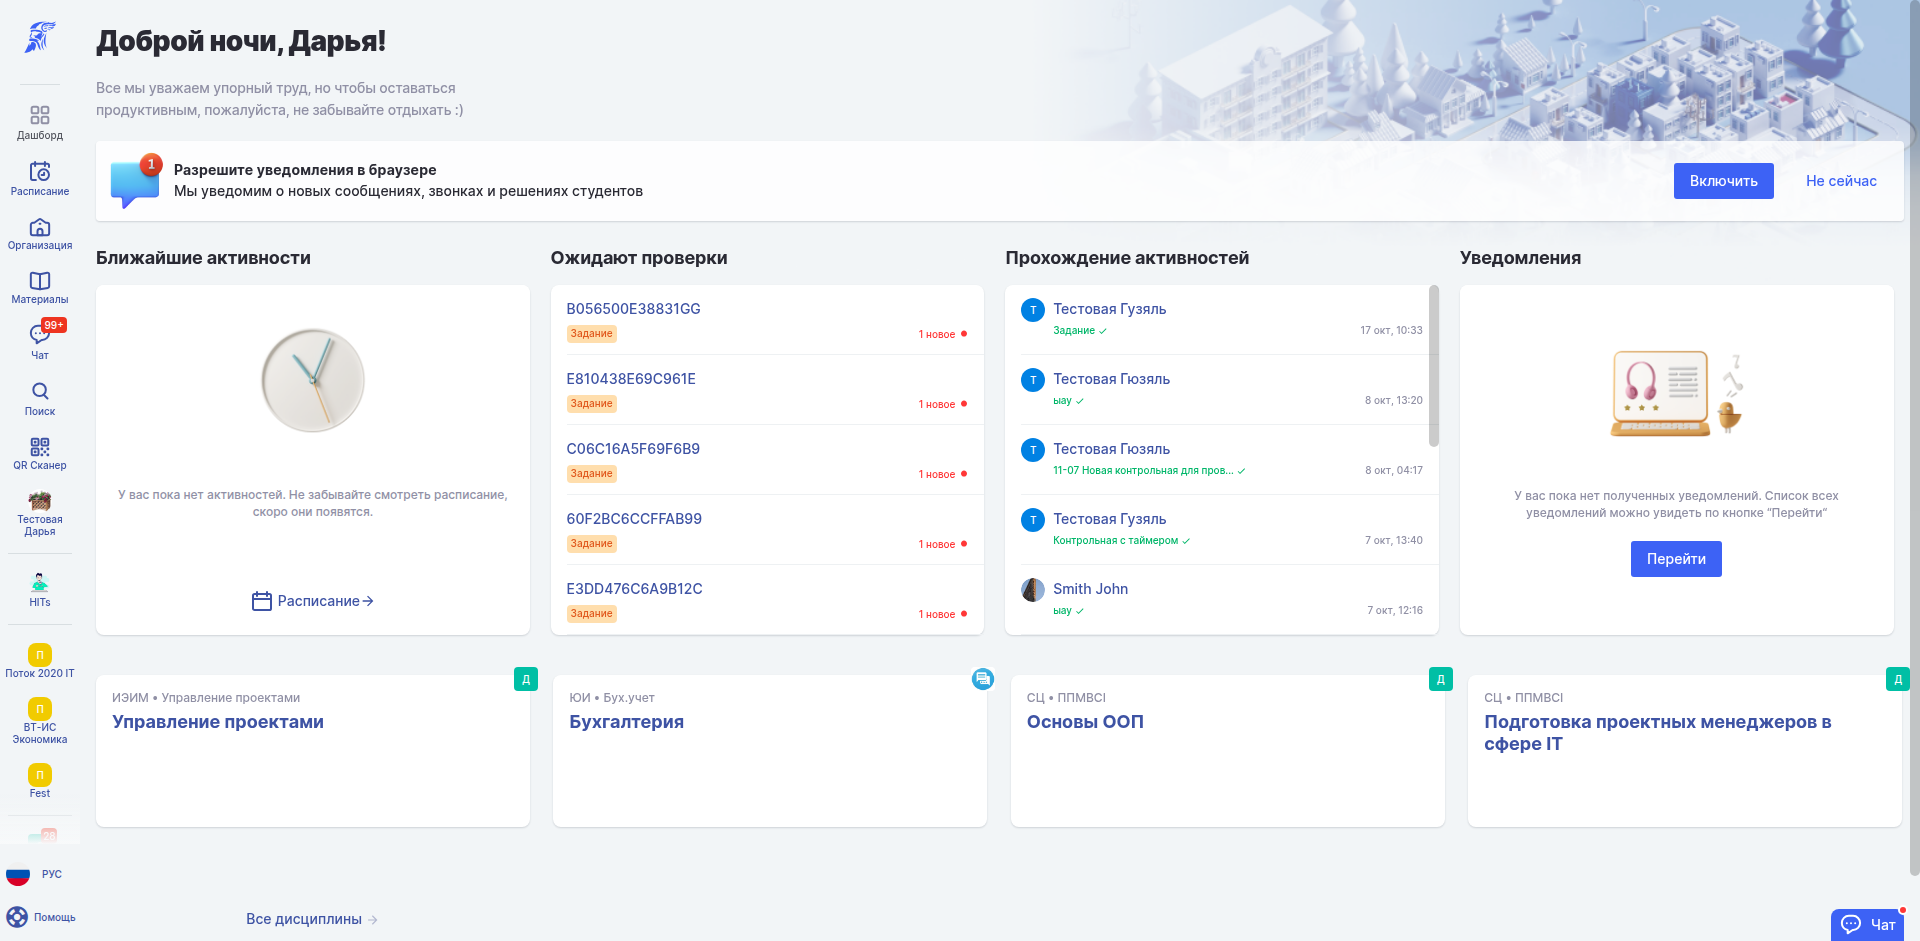 Доброй ночи, Дарья!
Все мы уважаем упорный труд, но чтобы оставаться
продуктивным, пожалуйста, не забывайте отдыхать :)
1
Разрешите уведомления в браузере
Мы уведомим о новых сообщениях, звонках и решениях студентов
Включить
Не сейчас
Дашборд
Расписание
Организация
Материалы
99+
Чат
Поиск
QR Сканер
Тестовая
Дарья
HITs
П
Поток 2020 IT
П
ВТ-ИС
Экономика
П
Fest
28
РУС
Помощь
Ближайшие активности
У вас пока нет активностей. Не забывайте смотреть расписание,
скоро они появятся.
Расписание
Ожидают проверки
B056500E38831GG
Задание
1 новое
E810438E69C961E
Задание
1 новое
C06C16A5F69F6B9
Задание
1 новое
60F2BC6CCFFAB99
Задание
1 новое
E3DD476C6A9B12C
Задание
1 новое
Прохождение активностей
Т
Тестовая Гузяль
Задание
17 окт, 10:33
Т
Тестовая Гюзяль
ыау
8 окт, 13:20
Т
Тестовая Гюзяль
11-07 Новая контрольная для пров...
8 окт, 04:17
Т
Тестовая Гузяль
Контрольная с таймером
7 окт, 13:40
Smith John
ыау
7 окт, 12:16
Уведомления
У вас пока нет полученных уведомлений. Список всех
уведомлений можно увидеть по кнопке “Перейти”
Перейти
Д
ИЭИМ • Управление проектами
Управление проектами
ЮИ • Бух.учет
Бухгалтерия
Д
СЦ • ППМВСІ
Основы ООП
Д
СЦ • ППМВСІ
Подготовка проектных менеджеров в
сфере IT
Все дисциплины
Чат